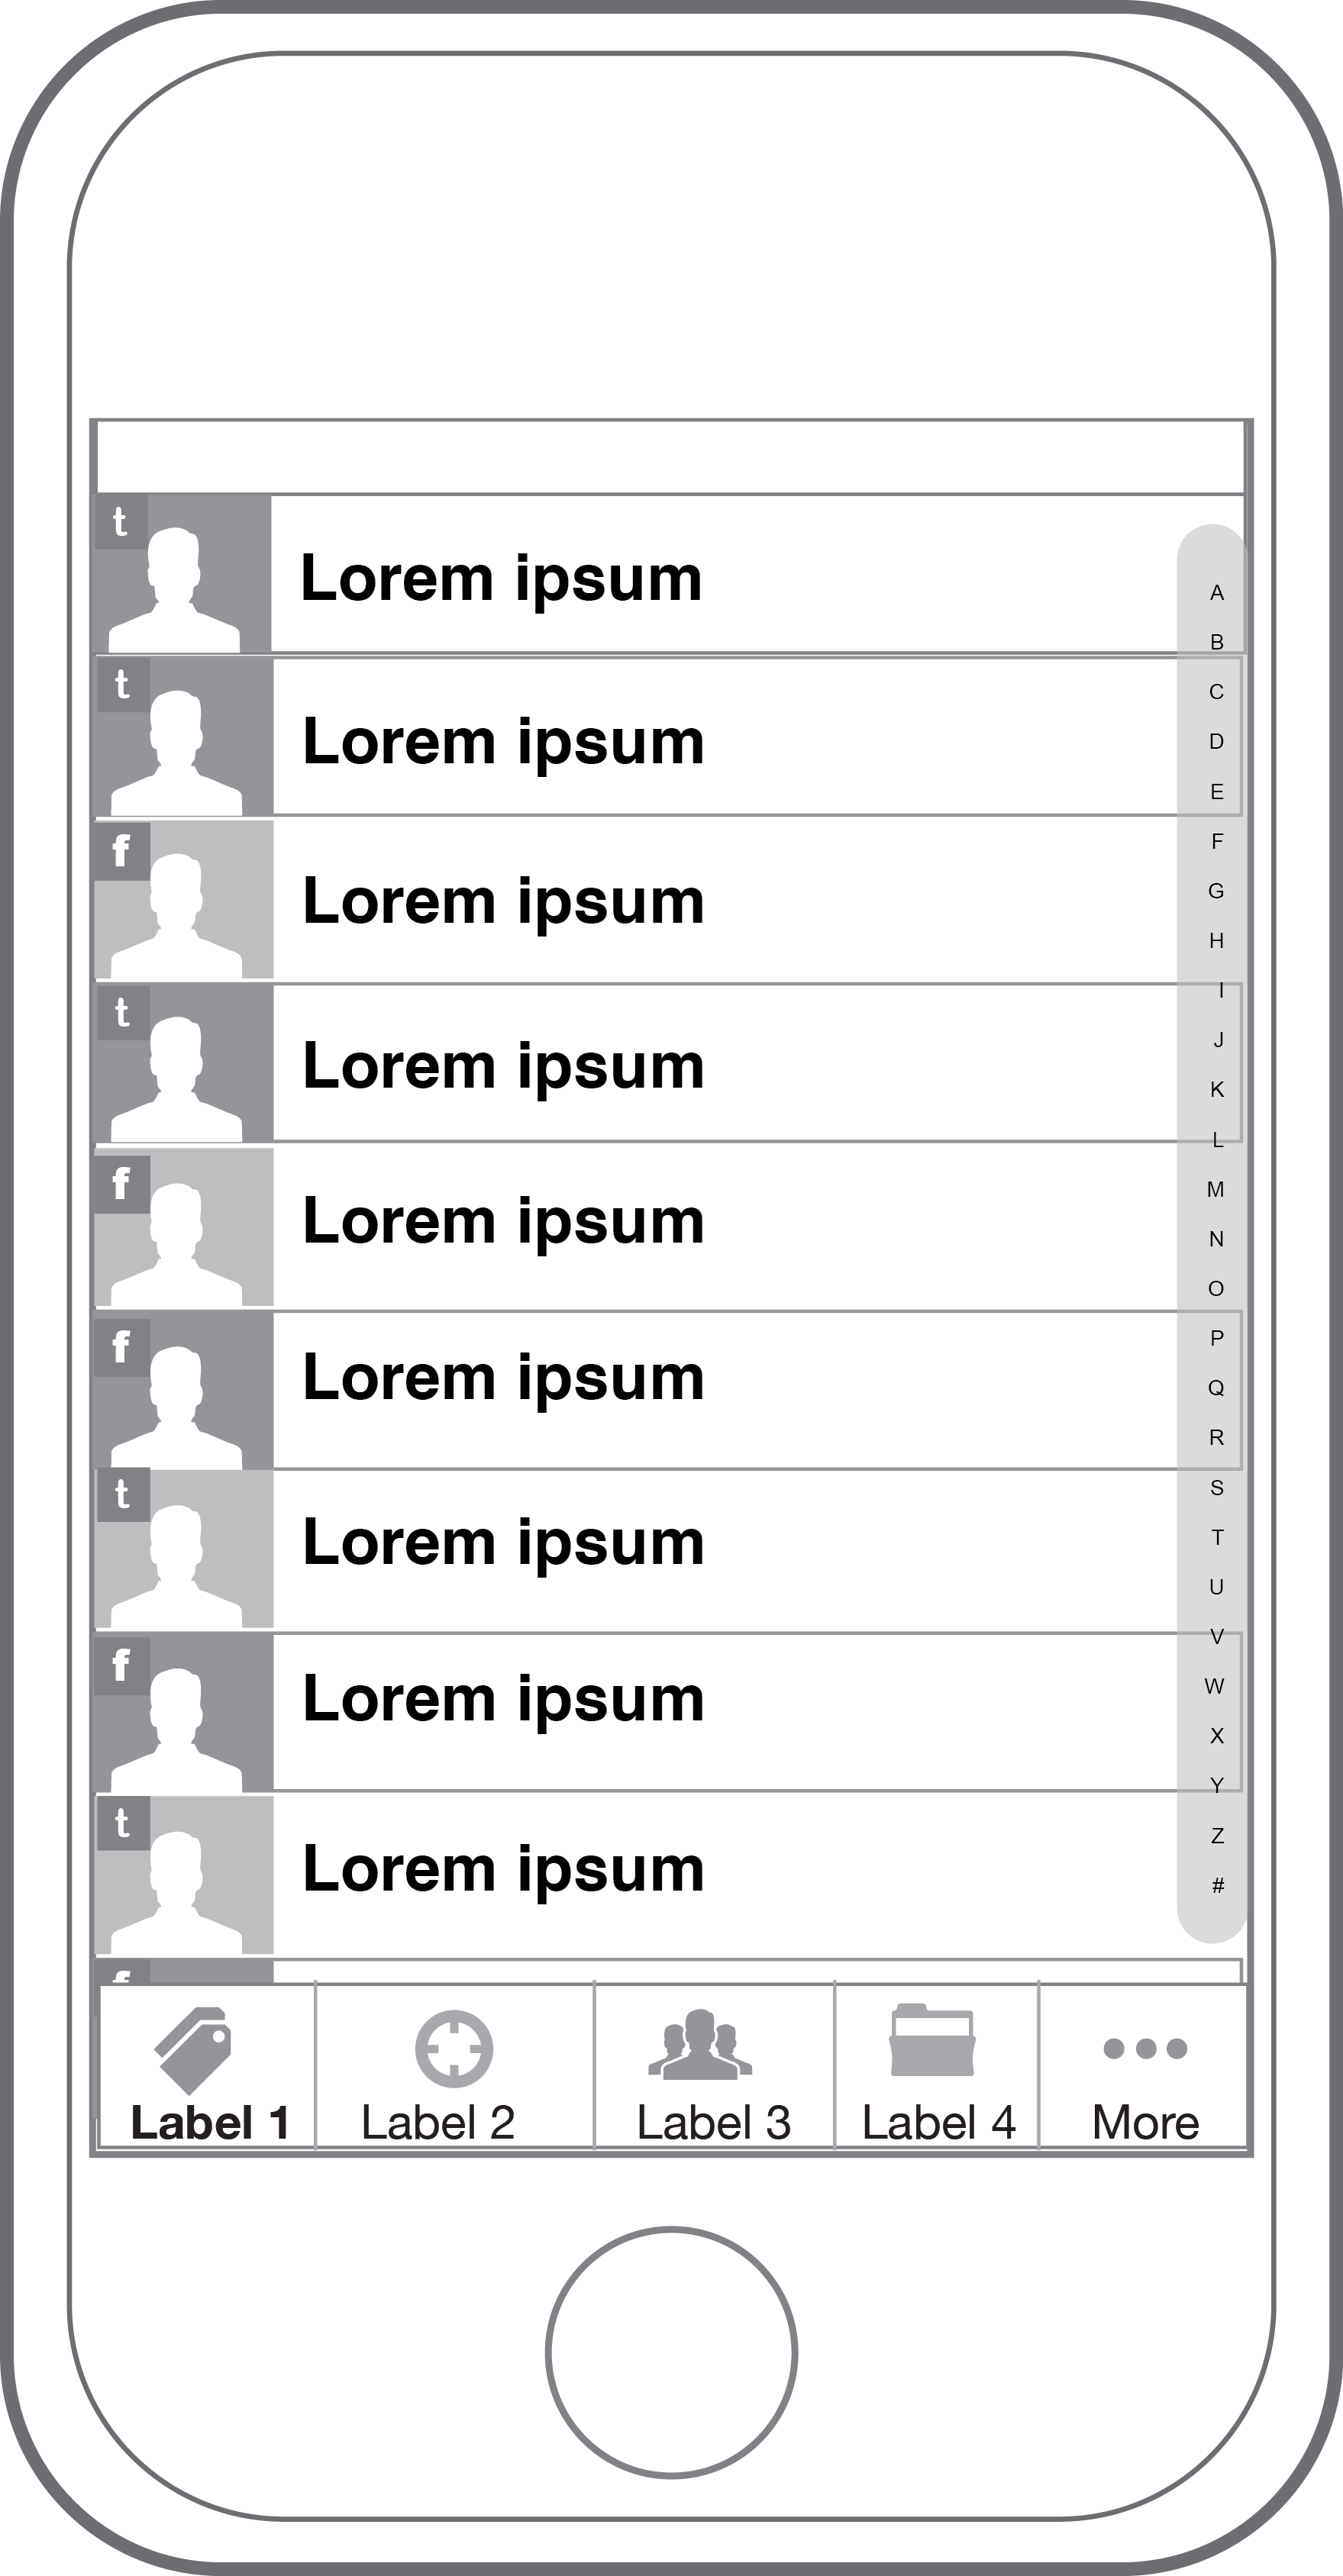 t
Lorem ipsum
A
B
t
Lorem ipsum
C
D
E
f
Lorem ipsum
F
G
H
t
Lorem ipsum
I
J
K
L
f
Lorem ipsum
M
N
O
f
Lorem ipsum
P
Q
R
t
Lorem ipsum
S
T
U
f
Lorem ipsum
V
W
X
Y
t
Lorem ipsum
Z
#
f
Label 1
Label 2
Label 3
Label 4
More